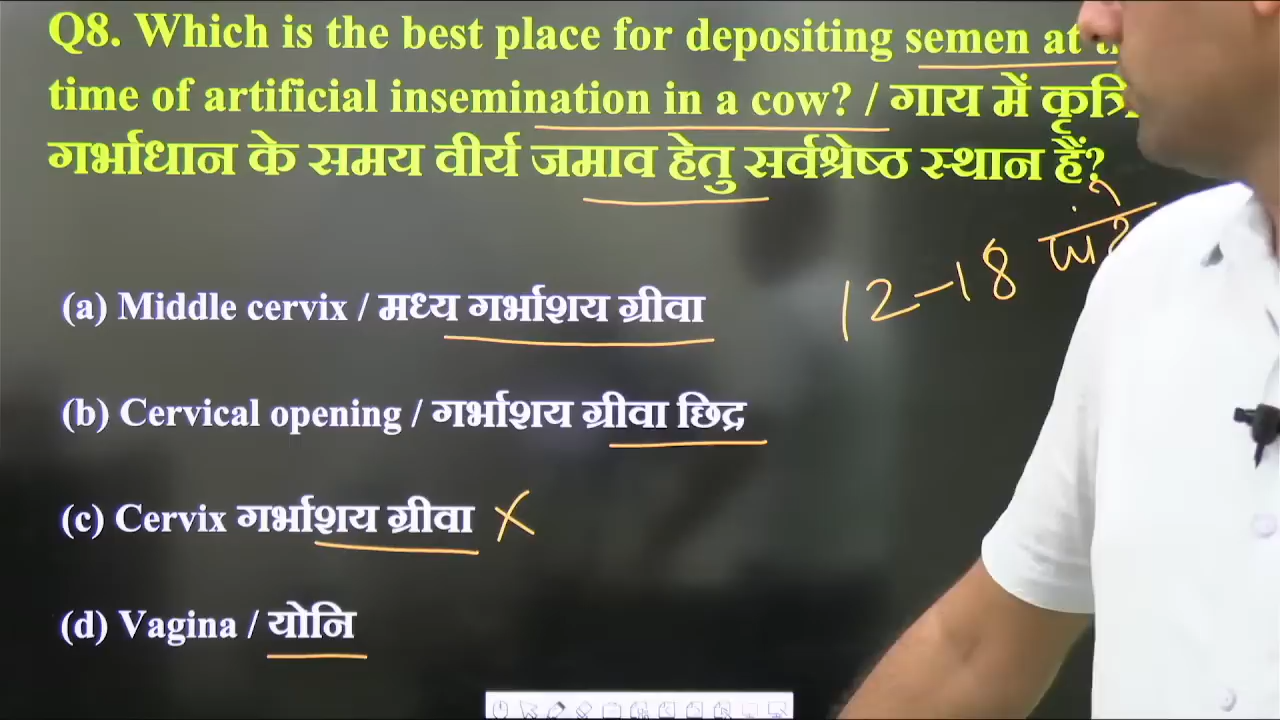 Q8. Which is the best place for depositing semen at
time of artificial insemination in a cow? / गाय में
गर्भाधान के समय वीर्य जमाव हेतु सर्वश्रेष्ठ स्थान हैं?
12-18
(a) Middle cervix / मध्य गर्भाशय ग्रीवा
(b) Cervical opening / गर्भाशय ग्रीवा छिद्र
(c) Cervix गर्भाशय ग्रीवा
(d) Vagina / योनि